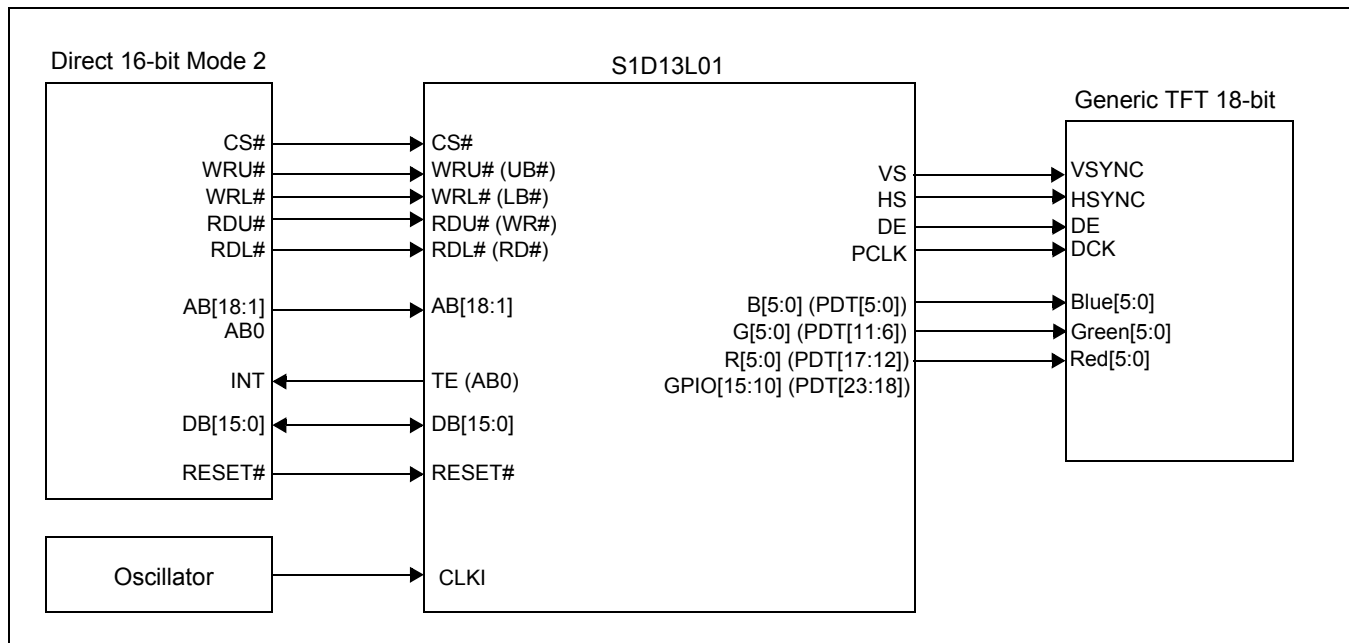 Direct 16-bit Mode 2
CS#
WRU#
WRL#
RDU#
RDL#
AB[18:1]
AB0
INT
DB[15:0]
RESET#
Oscillator
S1D13L01
CS#
WRU# (UB#)
WRL# (LB#)
RDU# (WR#)
RDL# (RD#)
AB[18:1]
TE (AB0)
DB[15:0]
RESET#
CLKI
VS
HS
DE
PCLK
B[5:0] (PDT[5:0])
G[5:0] (PDT[11:6])
R[5:0] (PDT[17:12])
GPIO[15:10] (PDT[23:18])
Generic TFT 18-bit
VSYNC
HSYNC
DE
DCK
Blue[5:0]
Green[5:0]
Red[5:0]